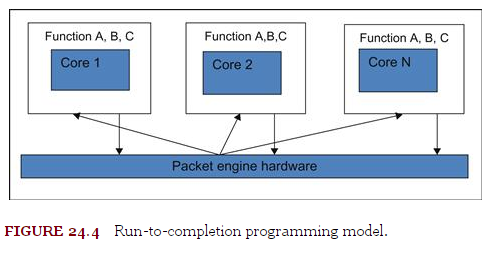 Function A, B, C
Core 1
Function A,B,C
Core 2
Function A, B, C
Core N
Packet engine hardware
FIGURE 24.4 Run-to-completion programming model.